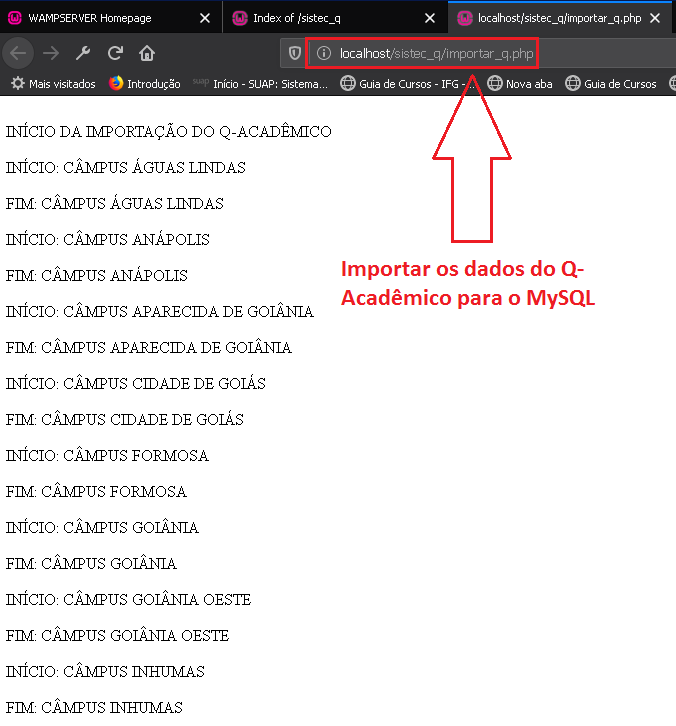 WAMPSERVER Homepage
Index of /sistec_q
localhost/sistec_q/importar_q.php
localhost/sistec_q/importar_q.php
Mais visitados
Introdução
suap Início - SUAP: Sistema...
Guia de Cursos - IFG - ...
Nova aba
Guia de Cursos
INÍCIO DA IMPORTAÇÃO DO Q-ACADÊMICO
INÍCIO: CÂMPUS ÁGUAS LINDAS
FIM: CÂMPUS ÁGUAS LINDAS
INÍCIO: CÂMPUS ANÁPOLIS
FIM: CÂMPUS ANÁPOLIS
INÍCIO: CÂMPUS APARECIDA DE GOIÂNIA
FIM: CÂMPUS APARECIDA DE GOIÂNIA
INÍCIO: CÂMPUS CIDADE DE GOIÁS
FIM: CÂMPUS CIDADE DE GOIÁS
INÍCIO: CÂMPUS FORMOSA
FIM: CÂMPUS FORMOSA
INÍCIO: CÂMPUS GOIÂNIA
FIM: CÂMPUS GOIÂNIA
INÍCIO: CÂMPUS GOIÂNIA OESTE
FIM: CÂMPUS GOIÂNIA OESTE
INÍCIO: CÂMPUS INHUMAS
FIM: CÂMPUS INHUMAS
Importar os dados do Q-
Acadêmico para o MySQL